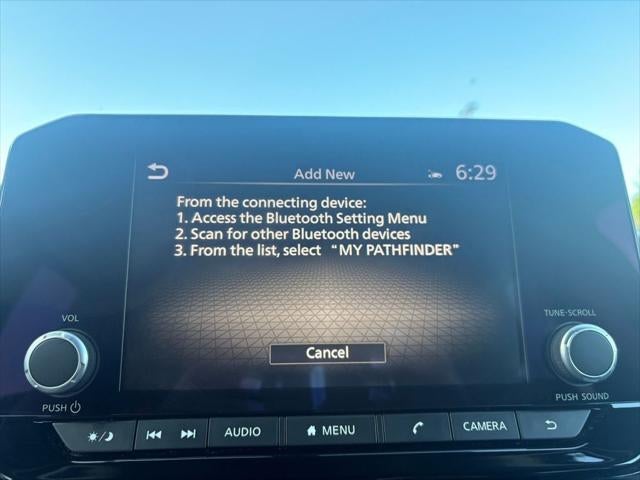 Add New
6:29
From the connecting device:
1. Access the Bluetooth Setting Menu
2. Scan for other Bluetooth devices
3. From the list, select “MY PATHFINDER”
Cancel
VOL
TUNE·SCROLL
PUSH
PUSH SOUND
AUDIO
MENU
CAMERA